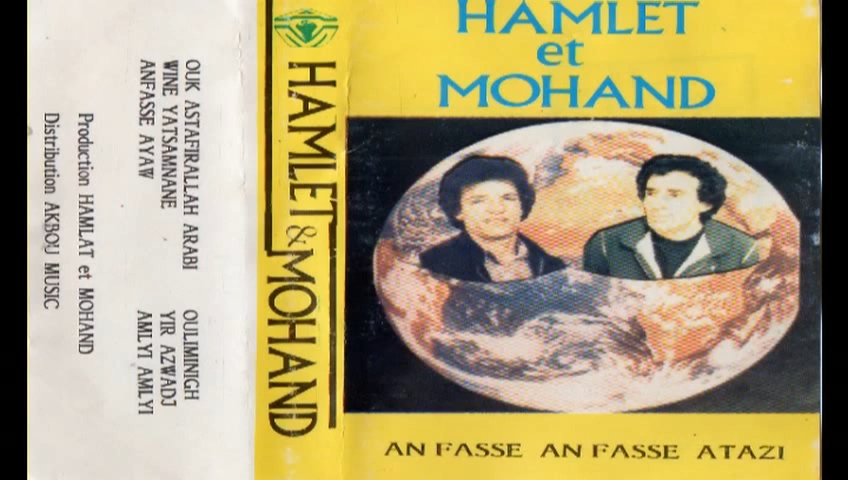 HAMLET
et
MOHAND
AN FASSE AN FASSE ATAZI
HAMLET & MOHAND
OUK ASTAFIRALLAH ARABI
WINE YATSAMNANE
ANFASSE AYAW
OULIMINIGH
YIR AZWADJ
AMLYI AMLYI
Production HAMLAT et MOHAND
Distribution AKBOU MUSIC